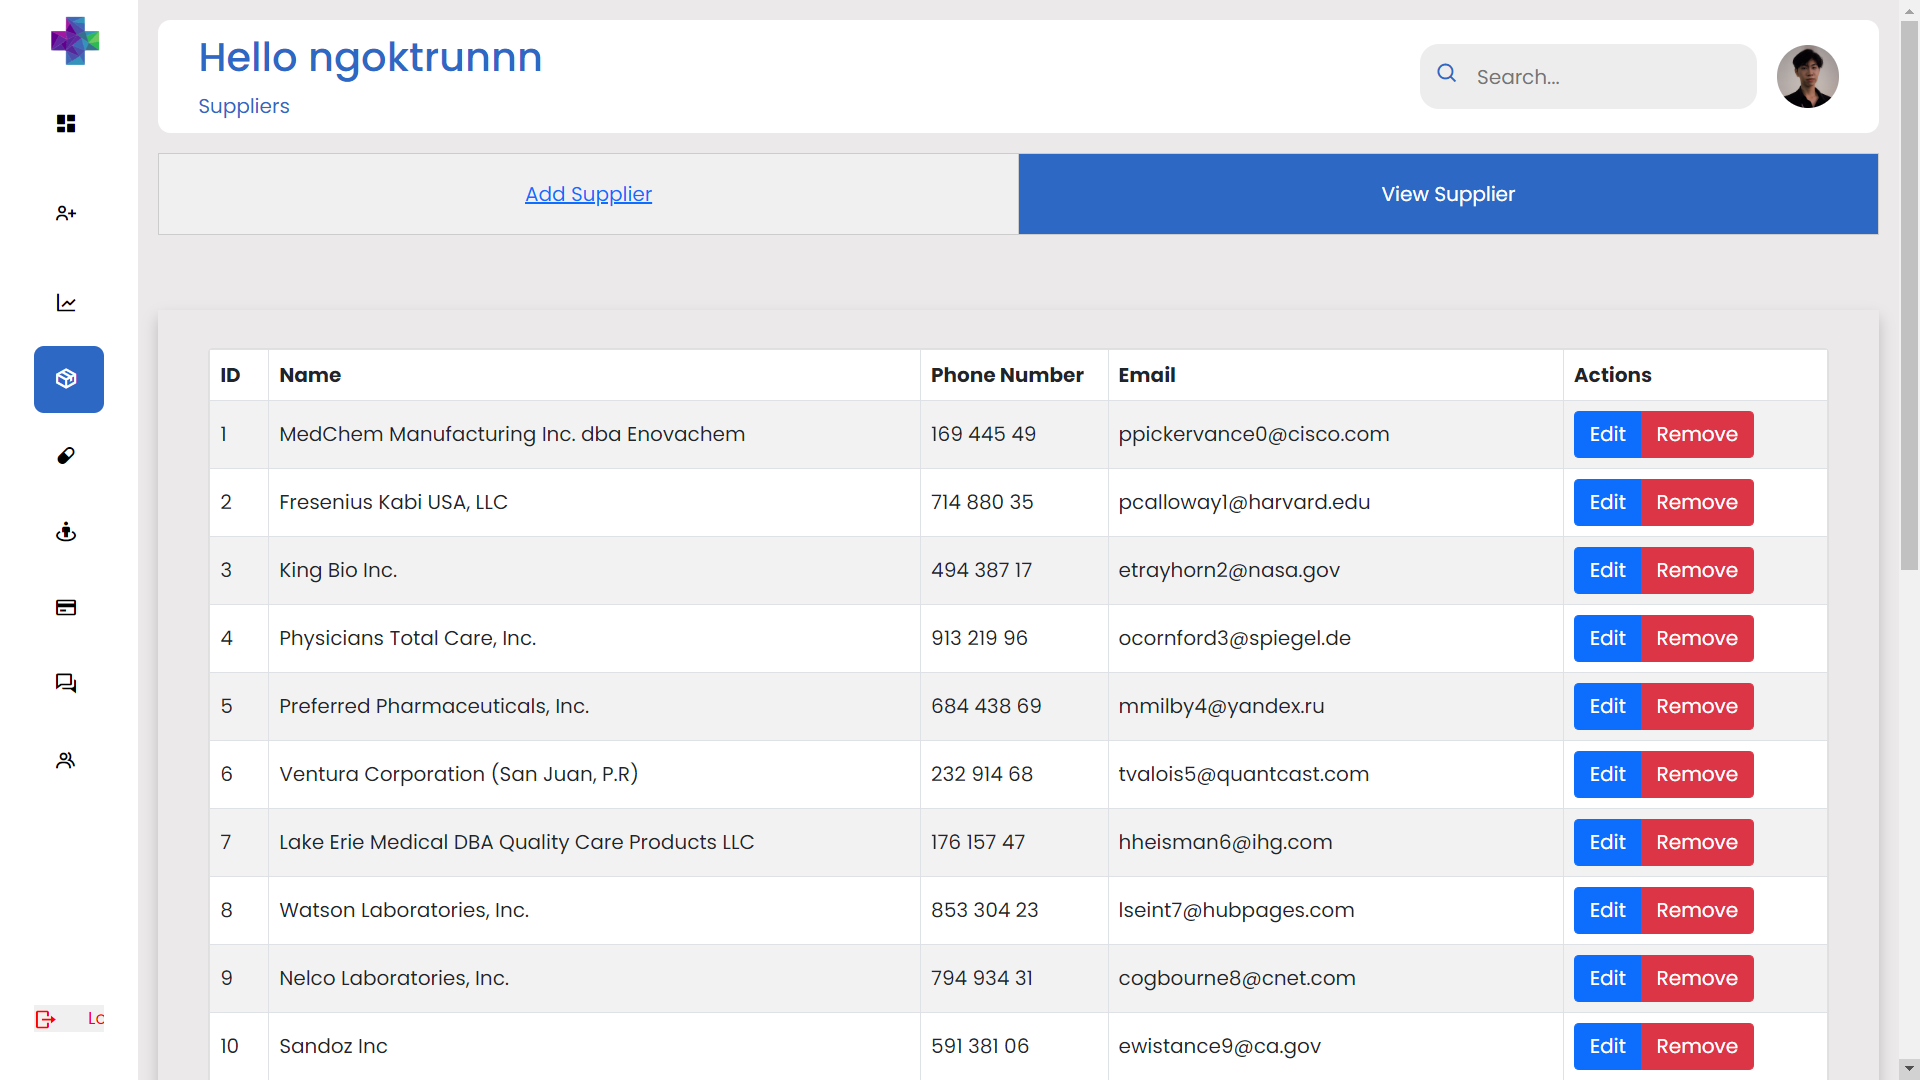 Hello ngoktrunnn
Suppliers
Search...
Add Supplier
View Supplier
ID Name Phone Number Email Actions
1 MedChem Manufacturing Inc. dba Enovachem 169 445 49 ppickervance0@cisco.com Edit Remove
2 Fresenius Kabi USA, LLC 714 880 35 pcalloway1@harvard.edu Edit Remove
3 King Bio Inc. 494 387 17 etrayhorn2@nasa.gov Edit Remove
4 Physicians Total Care, Inc. 913 219 96 ocornford3@spiegel.de Edit Remove
5 Preferred Pharmaceuticals, Inc. 684 438 69 mmilby4@yandex.ru Edit Remove
6 Ventura Corporation (San Juan, P.R) 232 914 68 tvalois5@quantcast.com Edit Remove
7 Lake Erie Medical DBA Quality Care Products LLC 176 157 47 hheisman6@ihg.com Edit Remove
8 Watson Laboratories, Inc. 853 304 23 lseint7@hubpages.com Edit Remove
9 Nelco Laboratories, Inc. 794 934 31 cogbourne8@cnet.com Edit Remove
10 Sandoz Inc 591 381 06 ewistance9@ca.gov Edit Remove